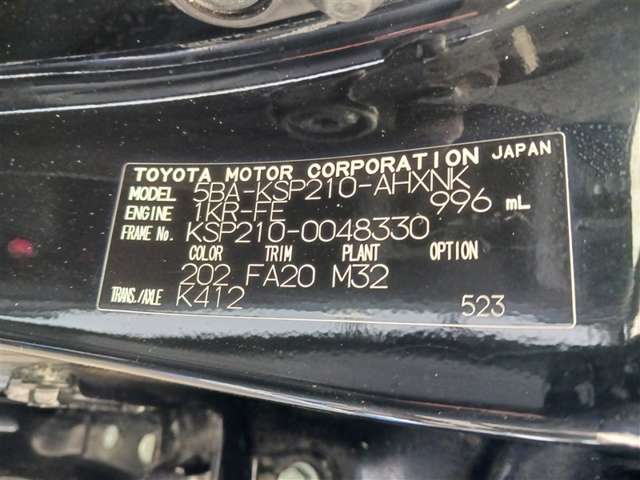 TOYOTA MOTOR CORPORATION JAPAN
MODEL 5BA-KSP210-AHXNK
ENGINE 1KR-FE 996 mL
FRAME No. KSP210-0048330
COLOR TRIM PLANT OPTION
202 FA20 M32
TRANS./AXLE K412
523